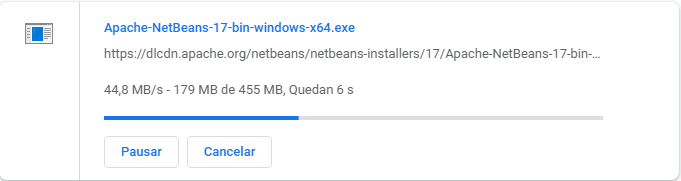 Apache-NetBeans-17-bin-windows-x64.exe
https://dlcdn.apache.org/netbeans/netbeans-installers/17/Apache-NetBeans-17-bin-...
44,8 MB/s - 179 MB de 455 MB, Quedan 6 s
Pausar Cancelar